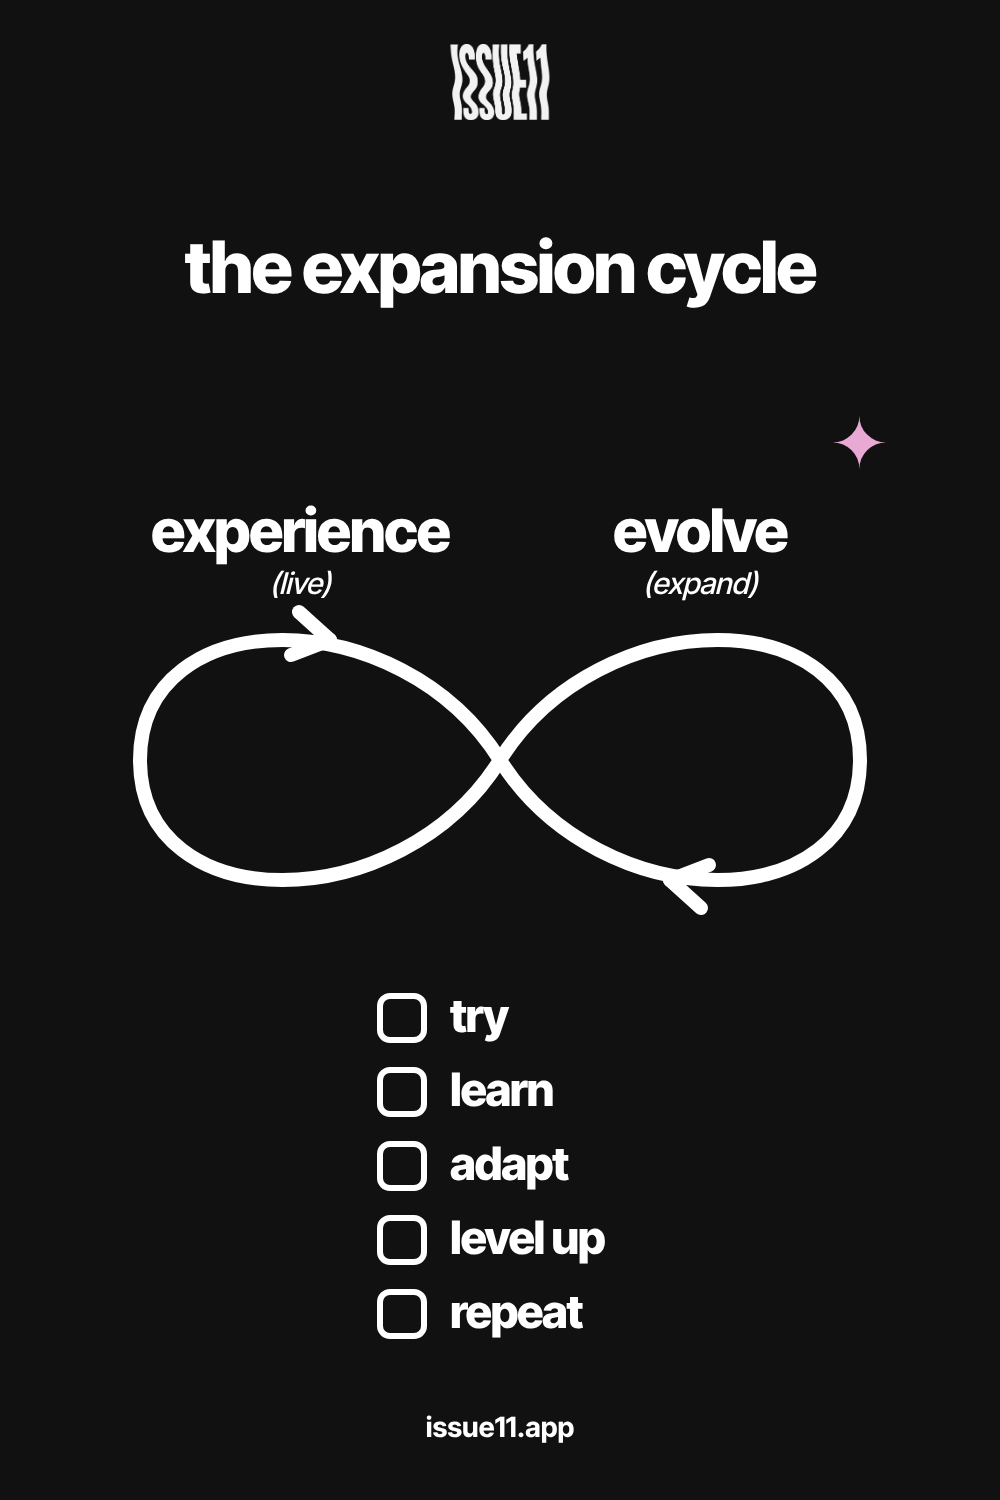 ISSUE11
the expansion cycle
experience
(live)
evolve
(expand)
try
learn
adapt
level up
repeat
issue11.app